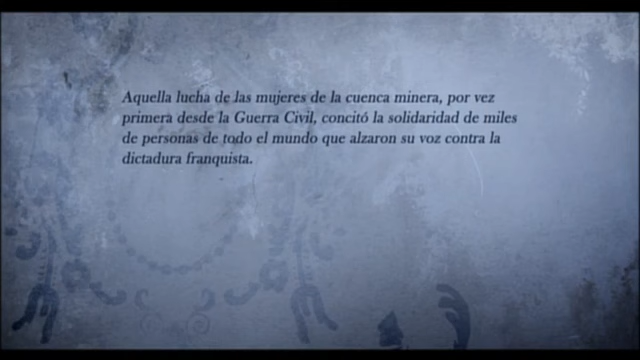 Aquella lucha de las mujeres de la cuenca minera, por vez
primera desde la Guerra Civil, concitó la solidaridad de miles
de personas de todo el mundo que alzaron su voz contra la
dictadura franquista.